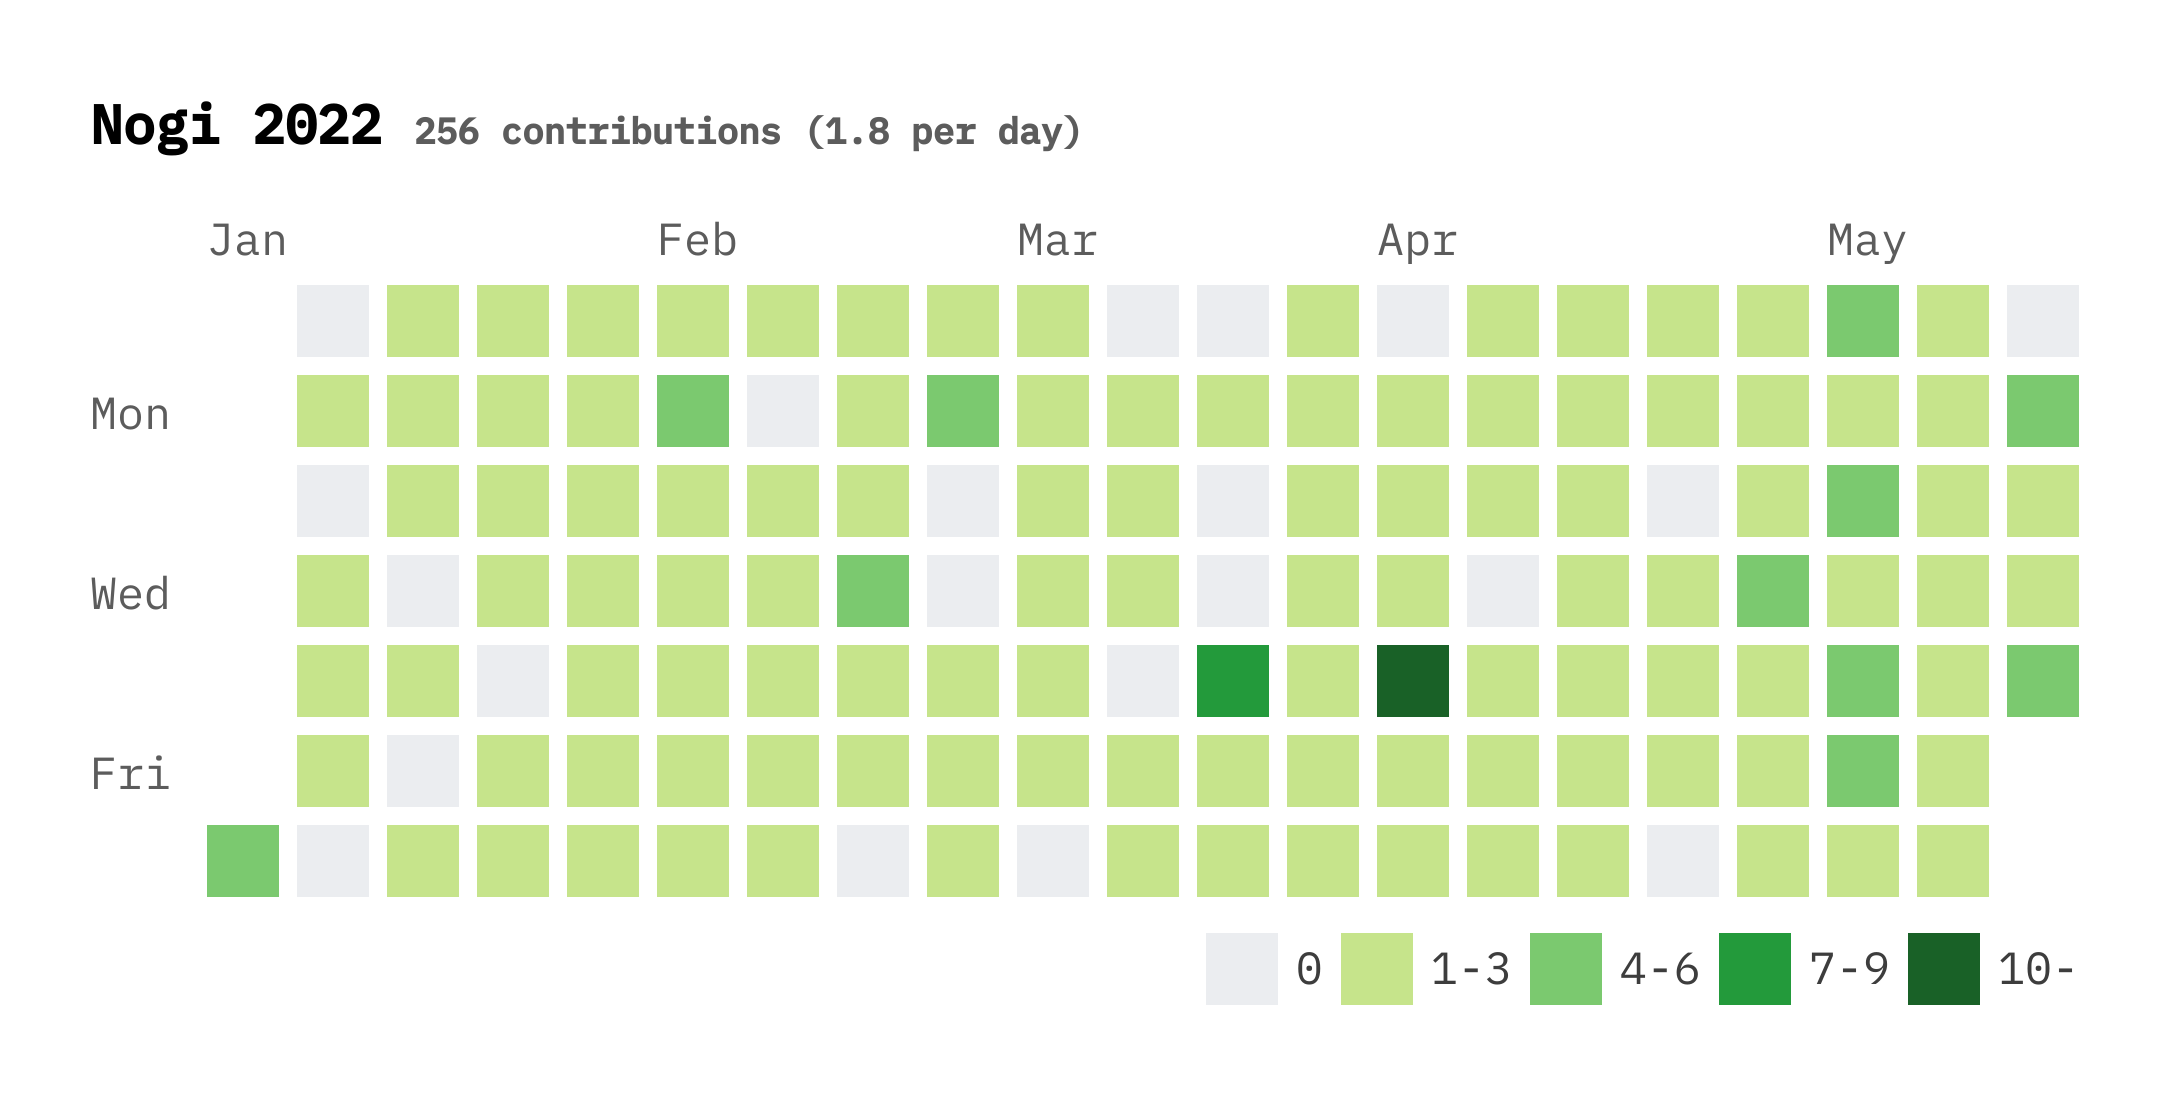 Nogi 2022 256 contributions (1.8 per day)
Jan Feb Mar Apr May
Mon
Wed
Fri
0 1-3 4-6 7-9 10-